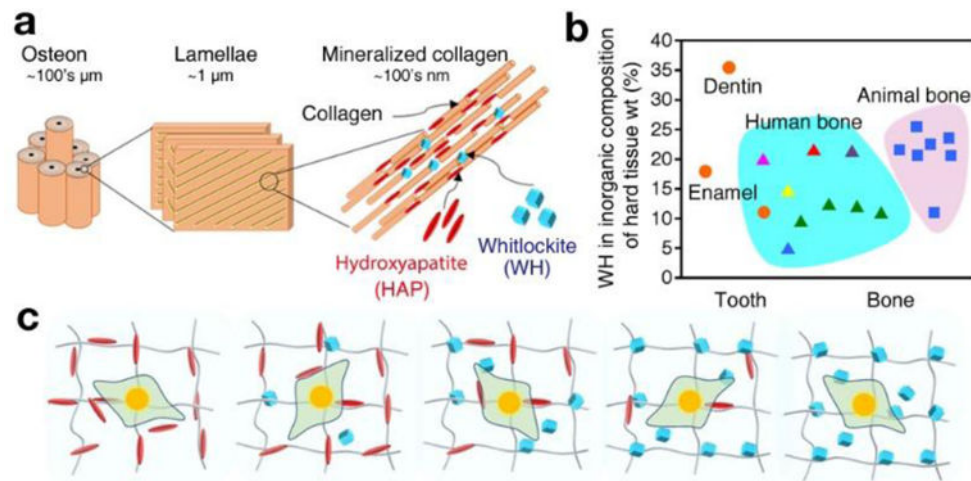 a
Osteon
~100's μm
Lamellae
~1 μm
Mineralized collagen
~100's nm
Collagen
Hydroxyapatite
(HAP)
Whitlockite
(WH)
b
WH in inorganic composition
of hard tissue wt (%)
40
35
30
25
20
15
10
5
0
Dentin
Enamel
Human bone
Animal bone
Tooth
Bone
c